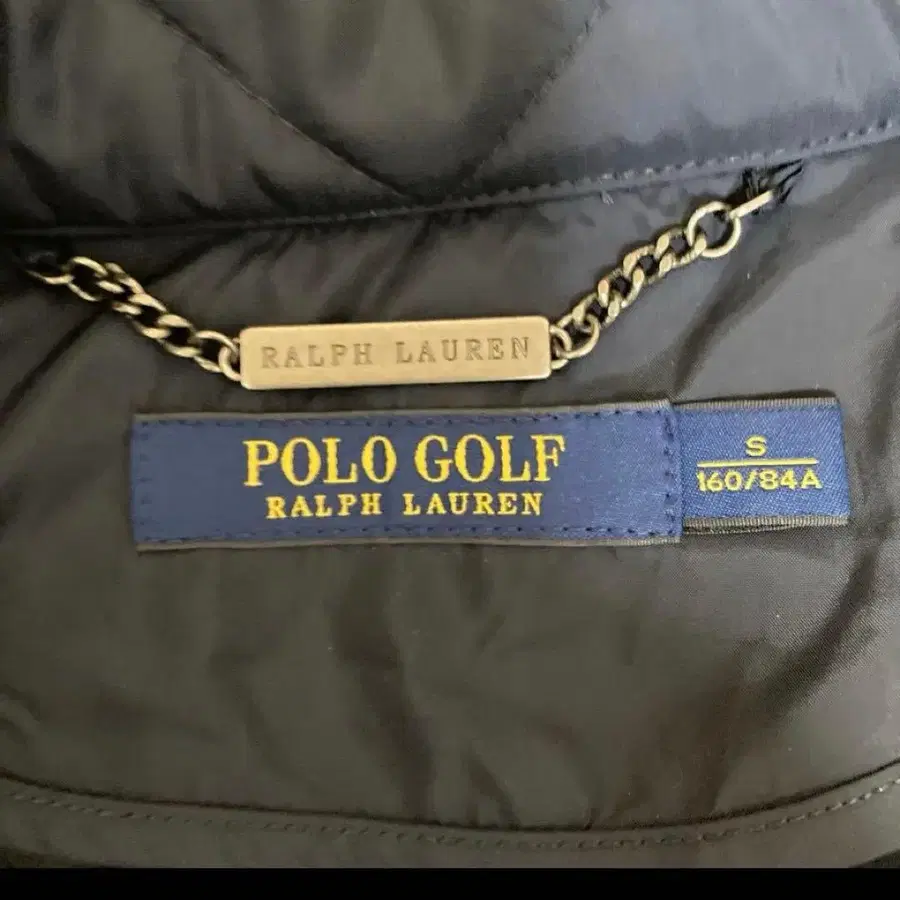 RALPH LAUREN
POLO GOLF
RALPH LAUREN
S
160/84A